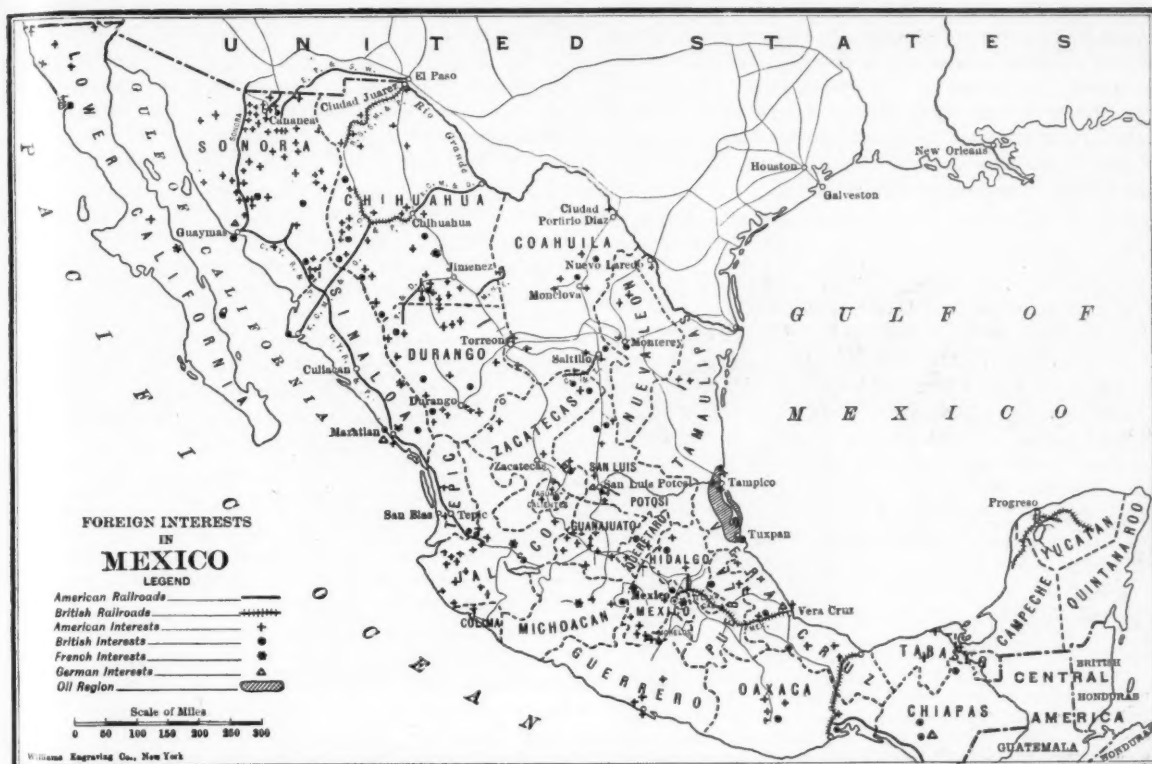 UNITED STATES
El Paso
E. P. & S. W.
Ciudad Juarez
Rio Grande
Cananea
SONORA
SONORA
LOWER CALIFORNIA
GULF OF CALIFORNIA
PACIFIC OCEAN
New Orleans
Houston
Galveston
CHIHUAHUA
Chihuahua
Ciudad
Porfirio Diaz
COAHUILA
Guaymas
Nuevo Laredo
Jimenez
Monclova
NUEVO LEON
GULF OF
MEXICO
SINALOA
Torreon
Monterey
DURANGO
Saltillo
Culiacan
TAMAULIPAS
Durango
ZACATECAS
Mazatlan
Zacatecas
SAN LUIS
San Luis Potosi
POTOSI
Tampico
TEPIC
AGUAS
CALIENTES
San Blas
Tepic
GUANAJUATO
QUERETARO
Tuxpan
Progreso
YUCATAN
HIDALGO
JALISCO
QUINTANA ROO
CAMPECHE
VERA CRUZ
Mexico
MEXICO
PUEBLA
Vera Cruz
COLIMA
MICHOACAN
MORELOS
GUERRERO
TABASCO
OAXACA
CHIAPAS
CENTRAL
AMERICA
BRITISH
HONDURAS
GUATEMALA
HONDURAS
FOREIGN INTERESTS
IN
MEXICO
LEGEND
American Railroads
British Railroads
American Interests
British Interests
French Interests
German Interests
Oil Region
Scale of Miles
0 50 100 150 200 250 300
Williams Engraving Co., New York